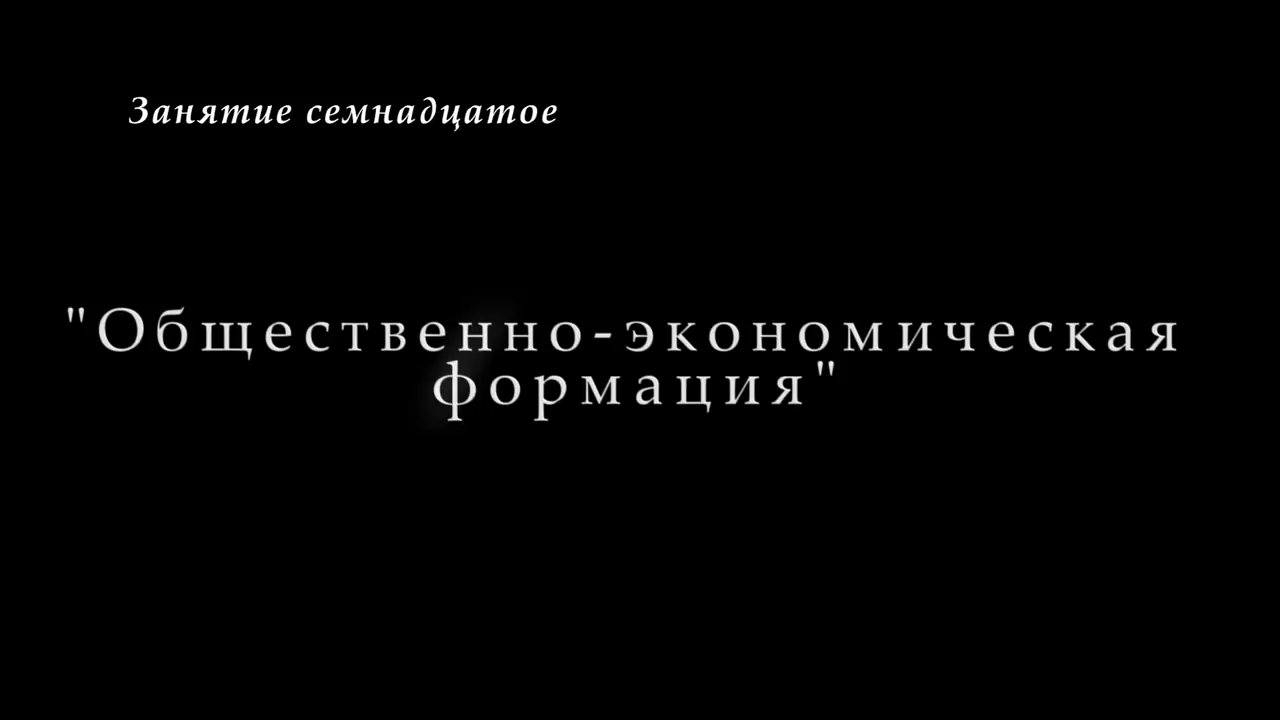 Занятие семнадцатое
"Общественно-экономическая
формация"